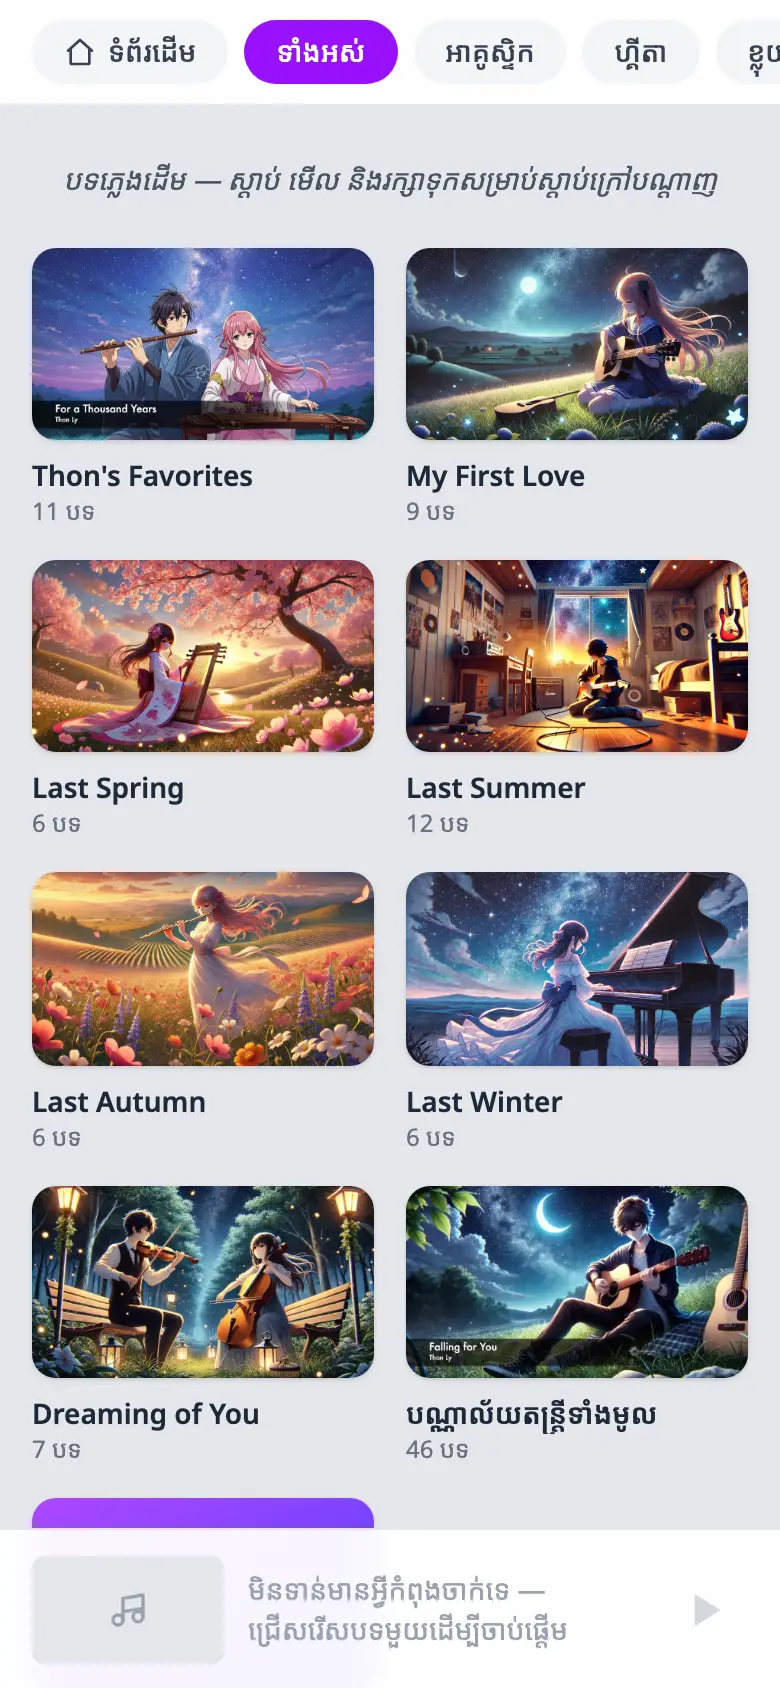 ទំព័រដើម
ទាំងអស់
អាគូស្ទិក
ហ្គីតា
បទភ្លេងដើម — ស្តាប់ មើល និងរក្សាទុកសម្រាប់ស្តាប់ក្រៅបណ្តាញ
For a Thousand Years
Thon Ly
Thon's Favorites
11 បទ
My First Love
9 បទ
Last Spring
6 បទ
Last Summer
12 បទ
Last Autumn
6 បទ
Last Winter
6 បទ
Dreaming of You
7 បទ
Falling for You
Thon Ly
បណ្ណាល័យតន្ត្រីទាំងមូល
46 បទ
មិនទាន់មានអ្វីកំពុងចាក់ទេ —
ជ្រើសរើសបទមួយដើម្បីចាប់ផ្តើម